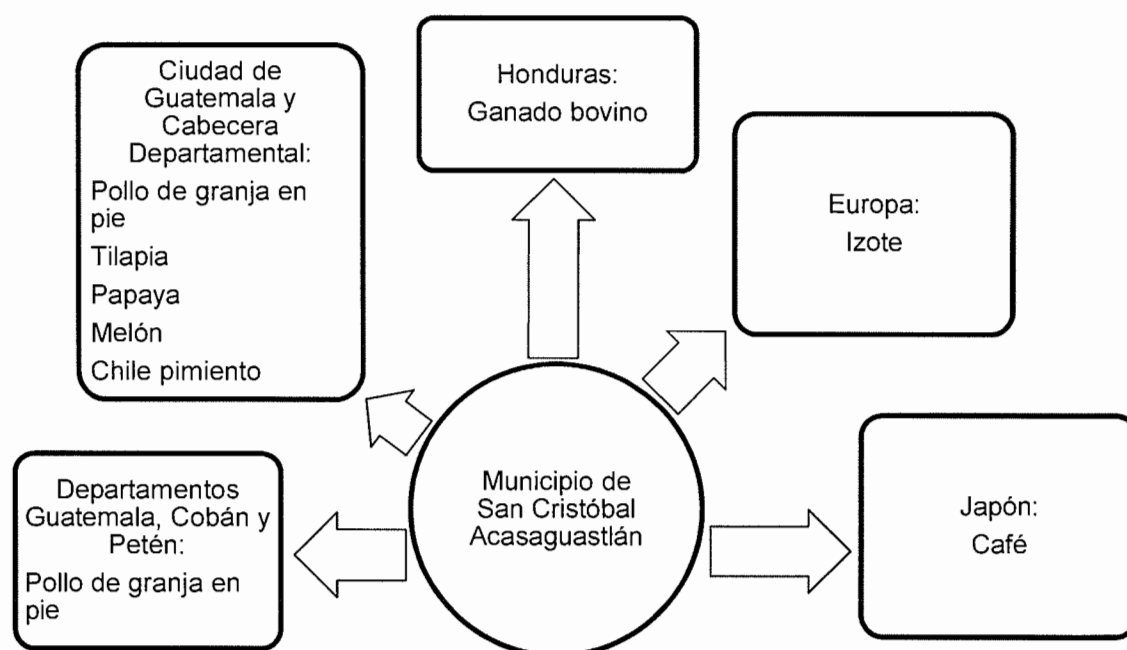 Ciudad de
Guatemala y
Cabecera
Departamental:
Pollo de granja en
pie
Tilapia
Papaya
Melón
Chile pimiento
Honduras:
Ganado bovino
Europa:
Izote
Departamentos
Guatemala, Cobán y
Petén:
Pollo de granja en
pie
Municipio de
San Cristóbal
Acasaguastlán
Japón:
Café